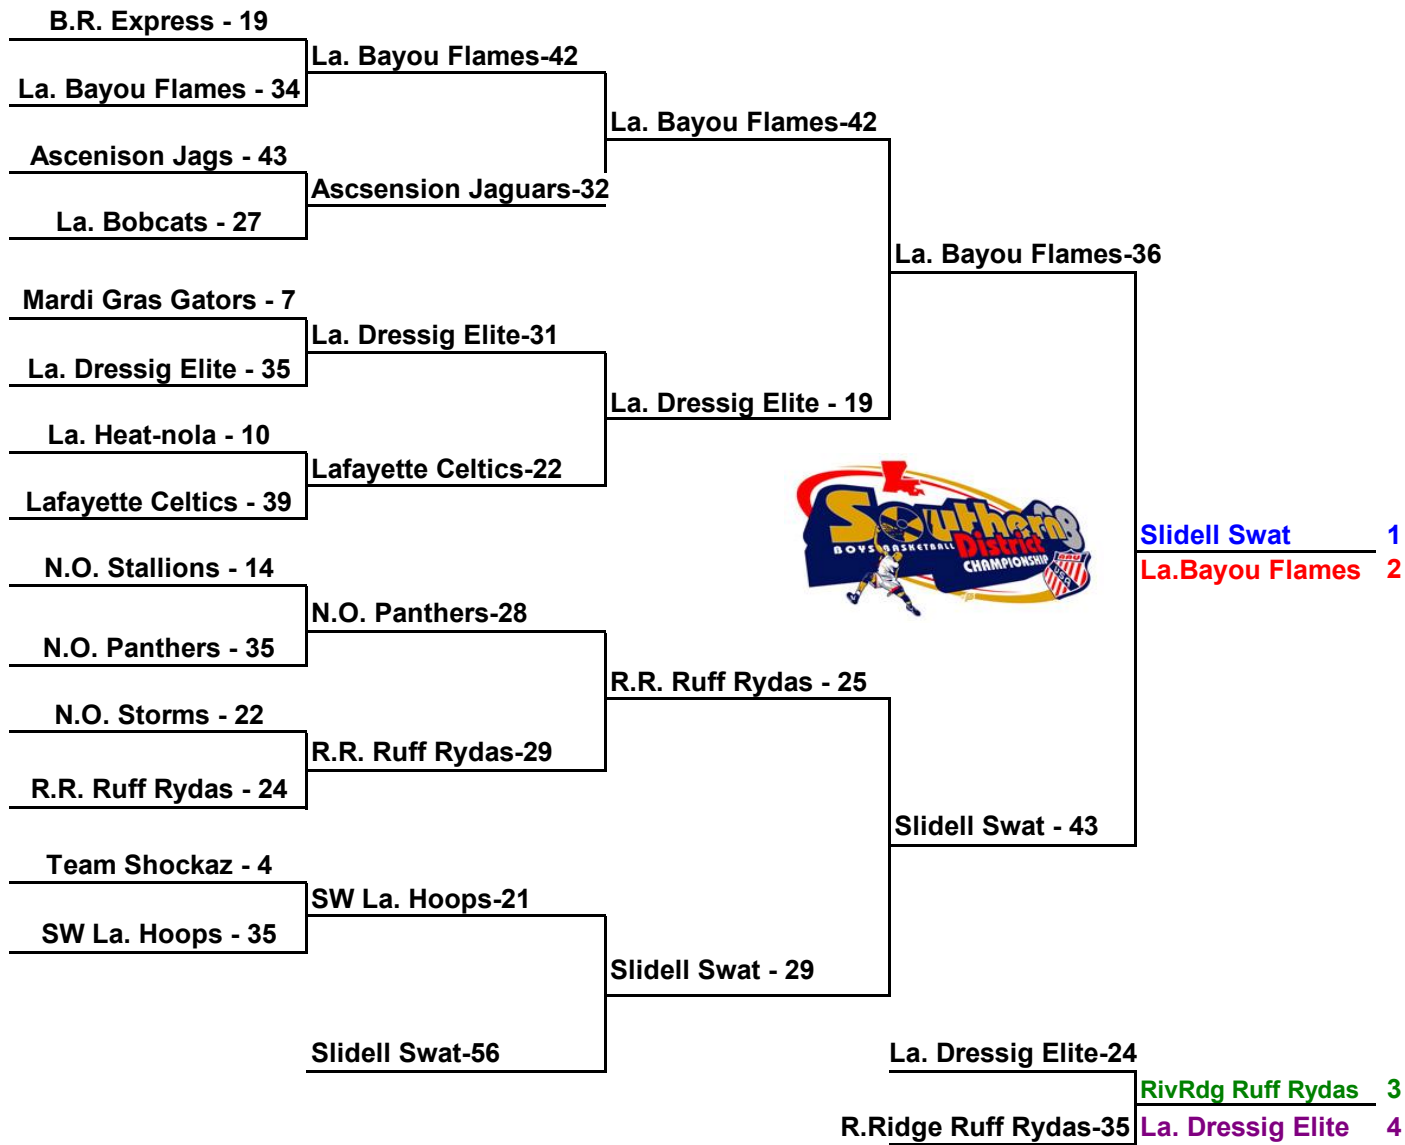 B.R. Express - 19
La. Bayou Flames-42
La. Bayou Flames - 34
La. Bayou Flames-42
Ascenison Jags - 43
Ascsension Jaguars-32
La. Bobcats - 27
La. Bayou Flames-36
Mardi Gras Gators - 7
La. Dressig Elite-31
La. Dressig Elite - 35
La. Dressig Elite - 19
La. Heat-nola - 10
Lafayette Celtics-22
Lafayette Celtics - 39
Southern
BOYS BASKETBALL
District
CHAMPIONSHIP
Slidell Swat 1
La.Bayou Flames 2
N.O. Stallions - 14
N.O. Panthers-28
N.O. Panthers - 35
R.R. Ruff Rydas - 25
N.O. Storms - 22
R.R. Ruff Rydas-29
R.R. Ruff Rydas - 24
Slidell Swat - 43
Team Shockaz - 4
SW La. Hoops-21
SW La. Hoops - 35
Slidell Swat - 29
Slidell Swat-56
La. Dressig Elite-24
RivRdg Ruff Rydas 3
R.Ridge Ruff Rydas-35
La. Dressig Elite 4